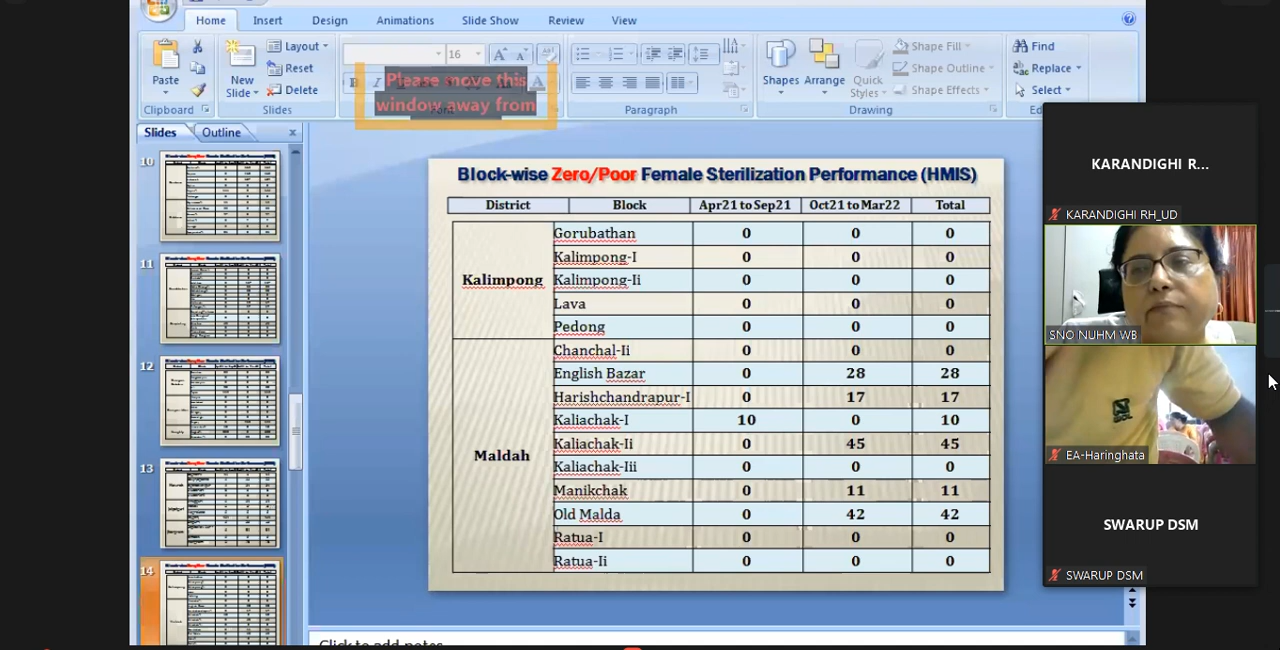 Home Insert Design Animations Slide Show Review View
Layout
Reset
Delete
Paste
New
Slide
16
Shapes Arrange Quick
Styles
Shape Fill
Shape Outline
Shape Effects
Find
Replace
Select
Clipboard Slides Paragraph Drawing
Please move this
window away from
Slides Outline
10
11
12
13
14
Block-wise Zero/Poor Female Sterilization Performance (HMIS)
District Block Apr21 to Sep21 Oct21 to Mar22 Total
Kalimpong
Gorubathan 0 0 0
Kalimpong-I 0 0 0
Kalimpong-Ii 0 0 0
Lava 0 0 0
Pedong 0 0 0
Maldah
Chanchal-Ii 0 0 0
English Bazar 0 28 28
Harishchandrapur-I 0 17 17
Kaliachak-I 10 0 10
Kaliachak-Ii 0 45 45
Kaliachak-Iii 0 0 0
Manikchak 0 11 11
Old Malda 0 42 42
Ratua-I 0 0 0
Ratua-Ii 0 0 0
Click to add notes
KARANDIGHI R...
KARANDIGHI RH_UD
SNO NUHM WB
EA-Haringhata
SWARUP DSM
SWARUP DSM